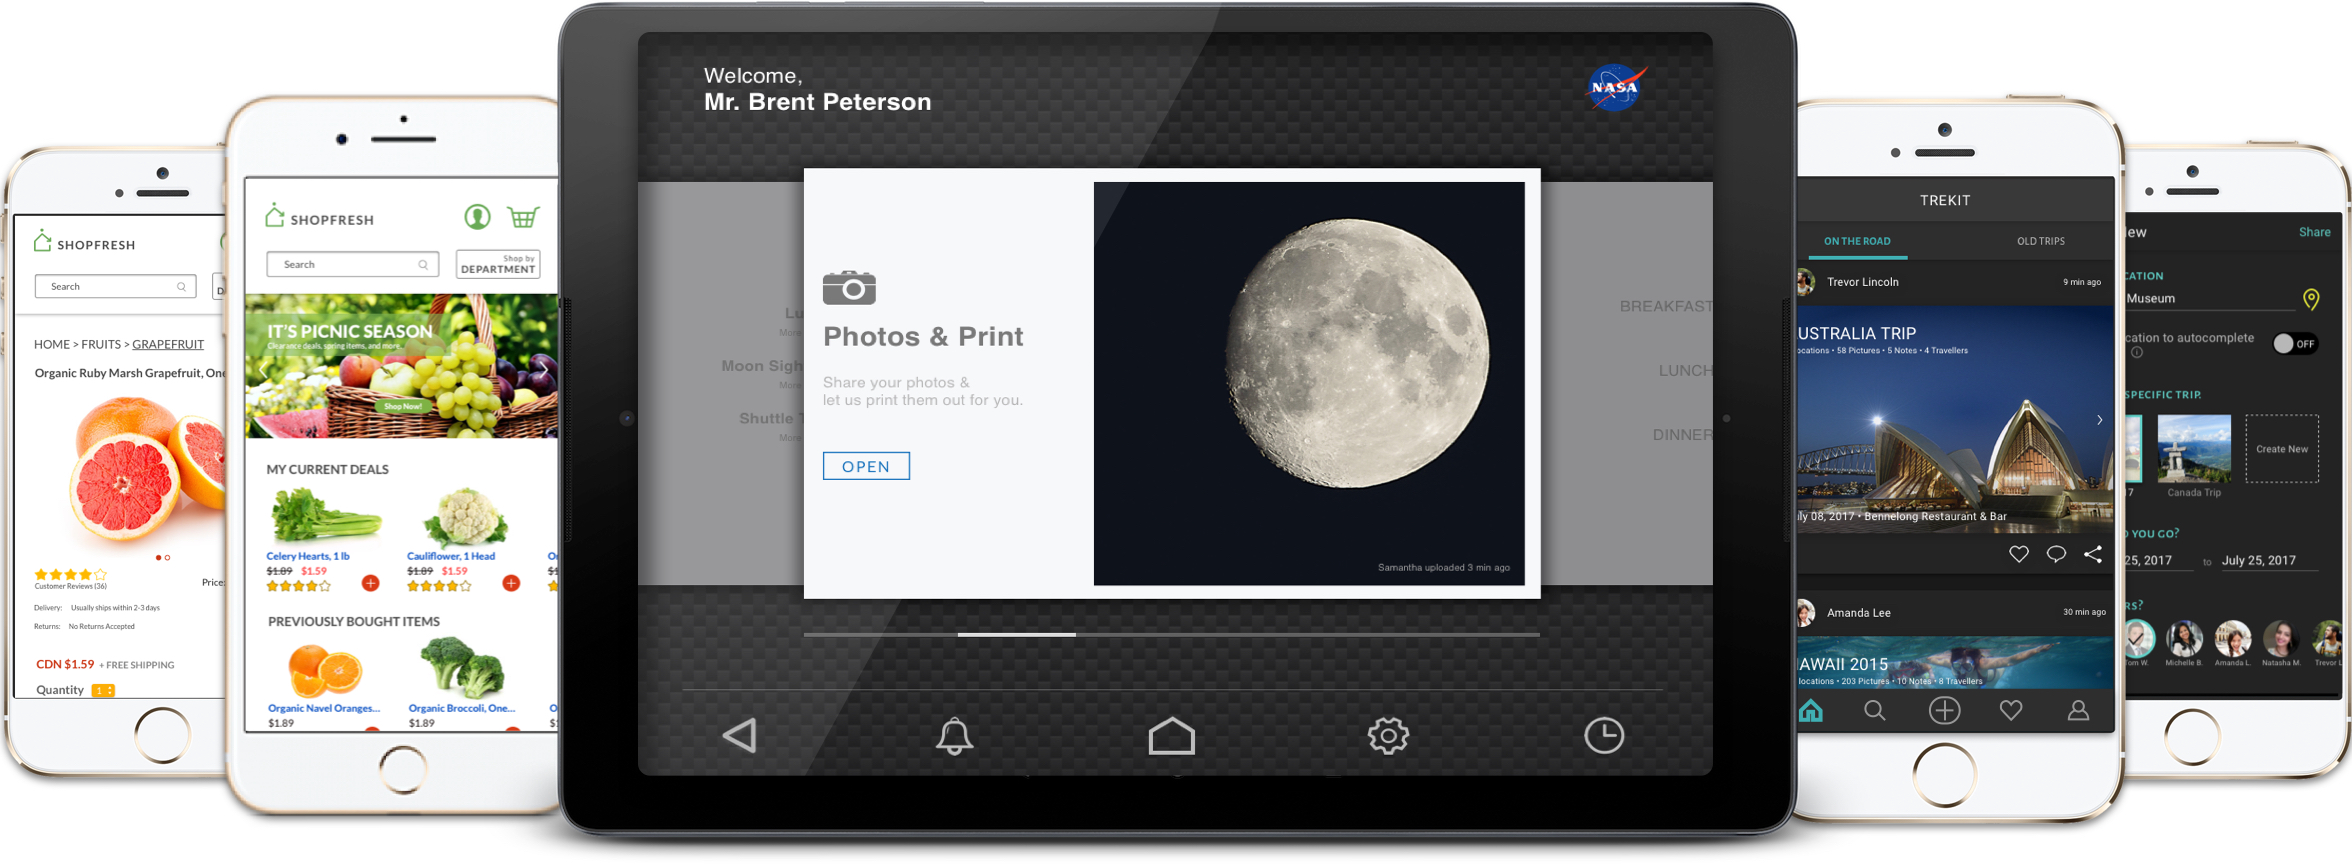 SHOPFRESH
Search
D
HOME > FRUITS > GRAPEFRUIT
Organic Ruby Marsh Grapefruit, One
Customer Reviews (36)
Price:
Delivery: Usually ships within 2-3 days
Returns: No Returns Accepted
CDN $1.59 + FREE SHIPPING
Quantity 1
SHOPFRESH
Search
Shop by
DEPARTMENT
IT'S PICNIC SEASON
Clearance deals, spring items, and more...
Shop Now!
MY CURRENT DEALS
Celery Hearts, 1 lb
$1.89 $1.59
Cauliflower, 1 Head
$1.89 $1.59
PREVIOUSLY BOUGHT ITEMS
Organic Navel Oranges...
$1.89
Organic Broccoli, One...
$1.89
Welcome,
Mr. Brent Peterson
NASA
Lu
More
Moon Sigh
More
Shuttle T
More
Photos & Print
Share your photos &
let us print them out for you.
OPEN
Samantha uploaded 3 min ago
BREAKFAST
LUNCH
DINNER
TREKIT
ON THE ROAD
OLD TRIPS
Trevor Lincoln
9 min ago
USTRALIA TRIP
ocations • 58 Pictures • 5 Notes • 4 Travellers
ly 08, 2017 • Bennelong Restaurant & Bar
Amanda Lee
30 min ago
AWAII 2015
locations • 203 Pictures • 10 Notes • 8 Travellers
ew
Share
CATION
Museum
cation to autocomplete
OFF
SPECIFIC TRIP.
7
Canada Trip
Create New
YOU GO?
25, 2017 to July 25, 2017
RS?
Tom W.
Michelle B.
Amanda L.
Natasha M.
Trevor L